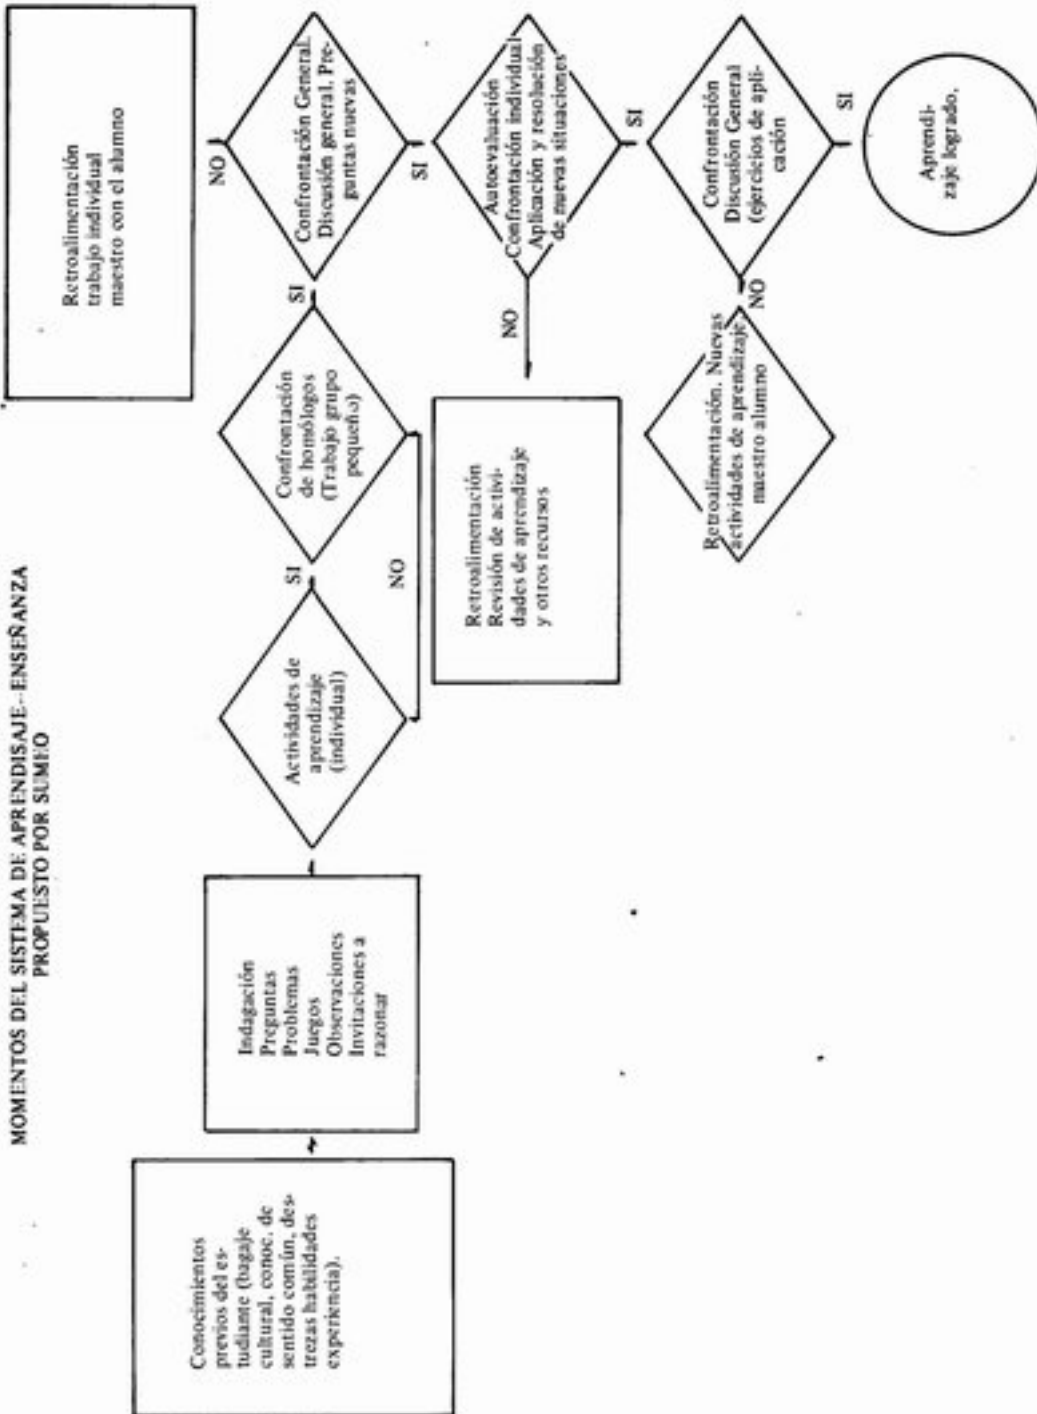 MOMENTOS DEL SISTEMA DE APRENDISAJE--ENSEÑANZA
PROPUESTO POR SUMEO
Conocimientos
previos del es-
tudiante (bagaje
cultural, conoc. de
sentido común, des-
trezas habilidades
experiencia).
Indagación
Preguntas
Problemas
Juegos
Observaciones
Invitaciones a
razonar
Actividades de
aprendizaje
(individual)
SI
NO
Confrontación
de homólogos
(Trabajo grupo
pequeño)
SI
Confrontación General.
Discusión general. Pre-
guntas nuevas
NO
Retroalimentación
trabajo individual
maestro con el alumno
SI
Autoevaluación
Confrontación individual
Aplicación y resolución
de nuevas situaciones
NO
Retroalimentación
Revisión de activi-
dades de aprendizaje
y otros recursos
SI
Confrontación
Discusión General
(ejercicios de apli-
cación
NO
Retroalimentación. Nuevas
actividades de aprendizaje,
maestro alumno
SI
Aprendi-
zaje logrado,